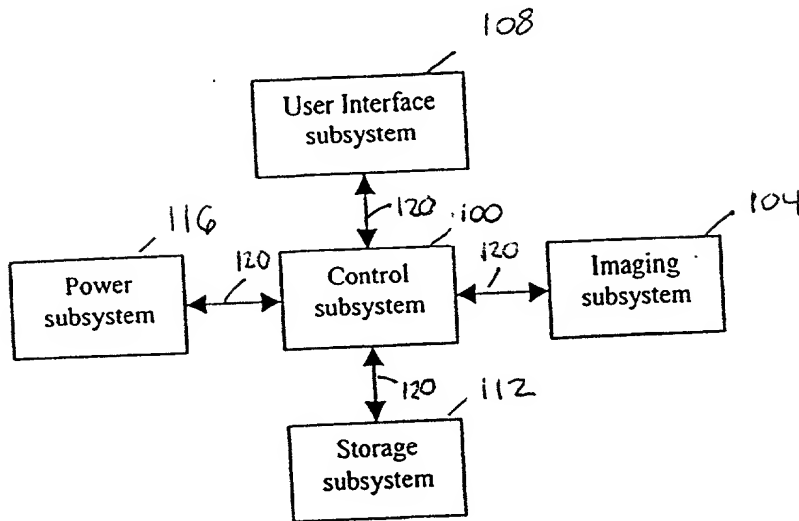 108
User Interface
subsystem
120
100
116
104
Power
subsystem
120
Control
subsystem
120
Imaging
subsystem
120
112
Storage
subsystem